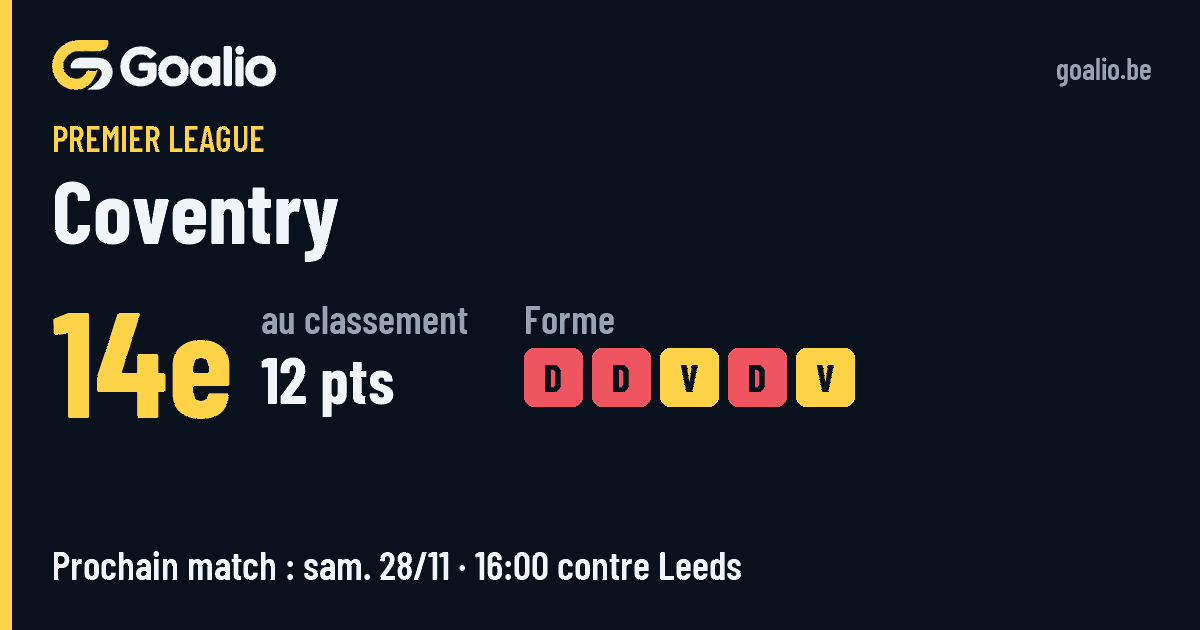 Goalio
goalio.be
PREMIER LEAGUE
Coventry
14e
au classement
12 pts
Forme
D D V D V
Prochain match : sam. 28/11 · 16:00 contre Leeds